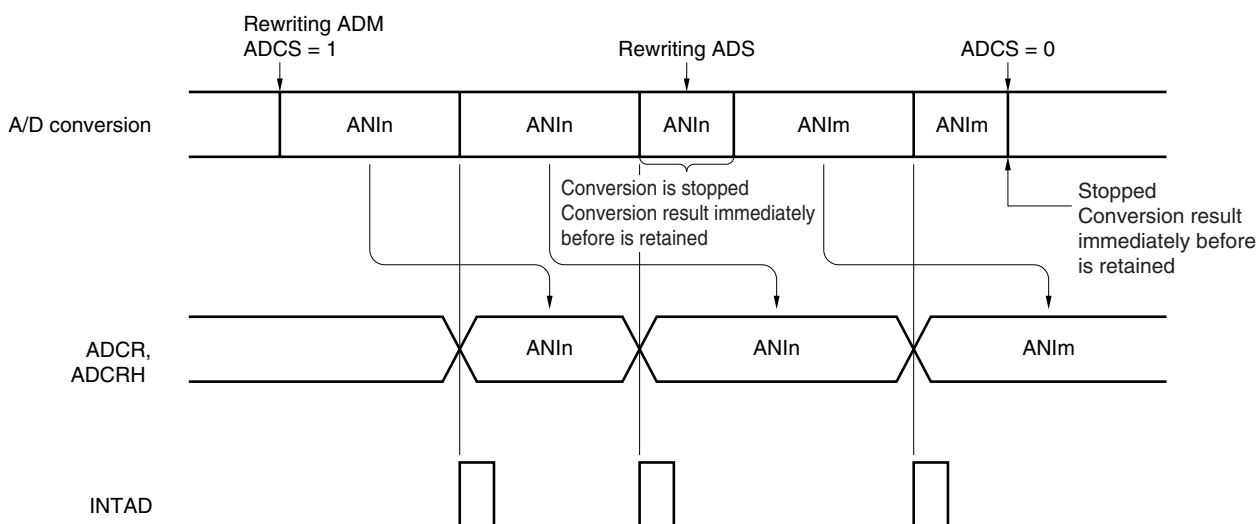 Rewriting ADM
ADCS = 1
Rewriting ADS
ADCS = 0
A/D conversion
ANIn
ANIn
ANIn
ANIm
ANIm
Conversion is stopped
Conversion result immediately
before is retained
Stopped
Conversion result
immediately before
is retained
ADCR,
ADCRH
ANIn
ANIn
ANIm
INTAD